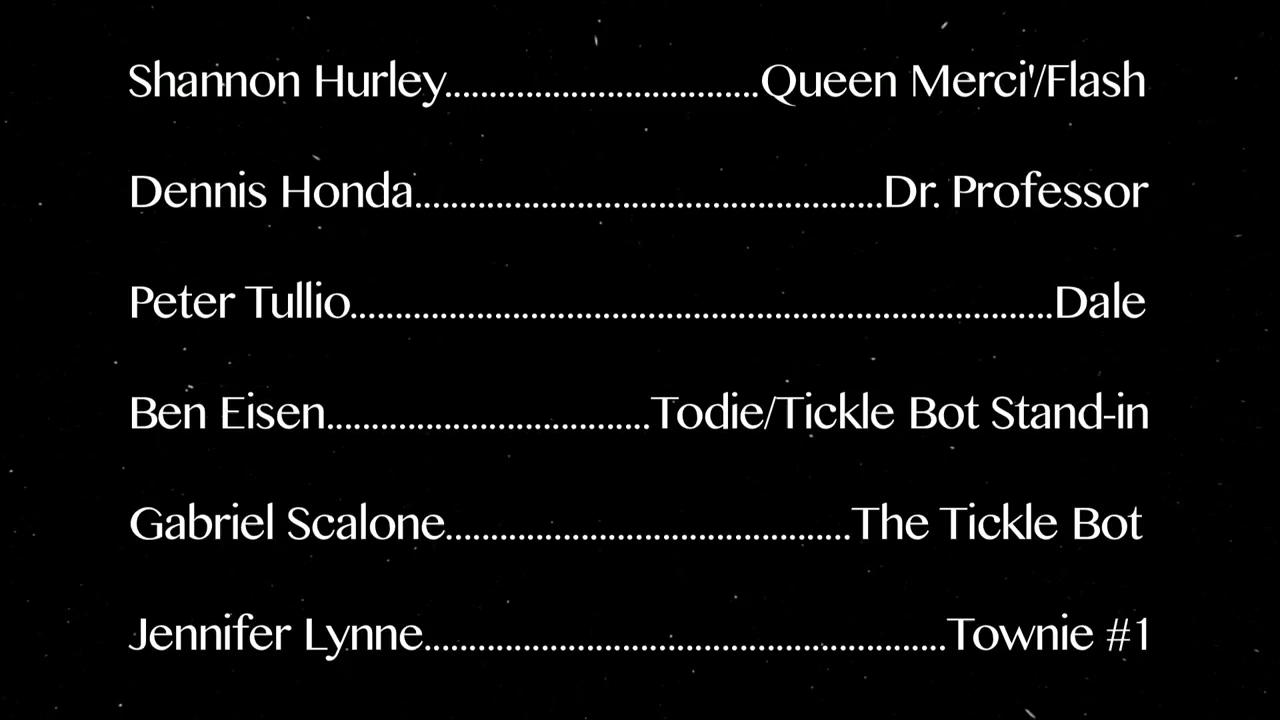 Shannon Hurley...................................Queen Merci'/Flash
Dennis Honda....................................................Dr. Professor
Peter Tullio..............................................................................Dale
Ben Eisen....................................Todie/Tickle Bot Stand-in
Gabriel Scalone.............................................The Tickle Bot
Jennifer Lynne..........................................................Townie #1